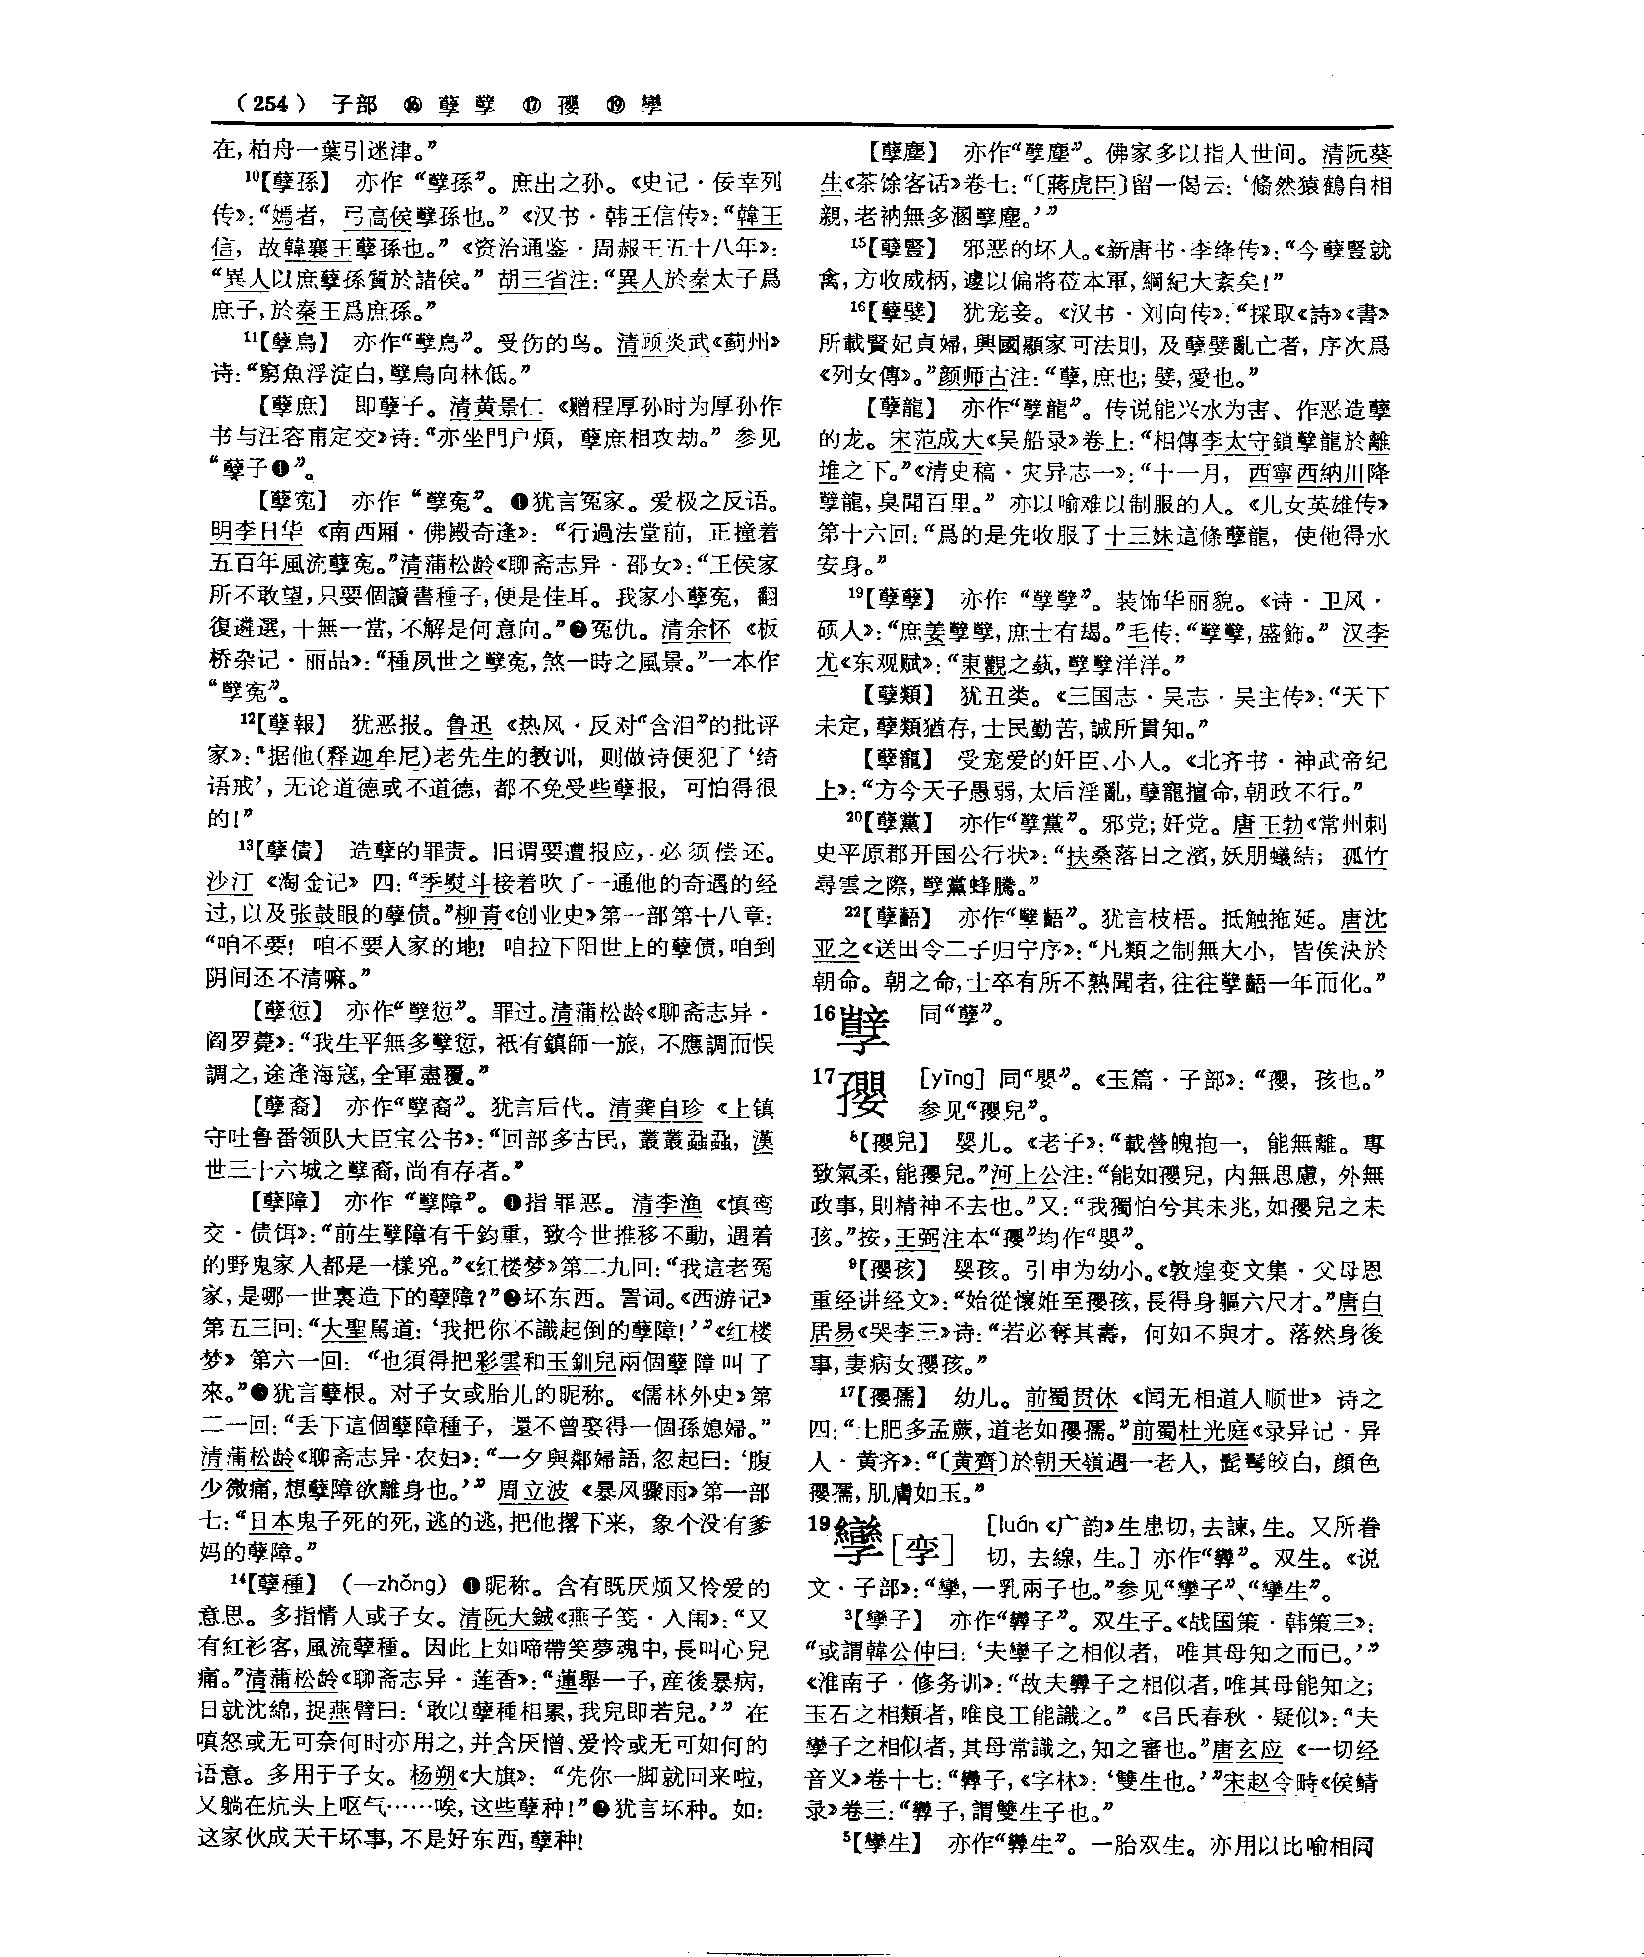 （254） 子部 ⑯ 孽 孼 ⑰ 㜲 ⑲ 孿
在，柏舟一葉引迷津。”
10【孽孫】 亦作“孼孫”。庶出之孙。《史记·佞幸列
传》：“嫣者，弓高侯孽孫也。”《汉书·韩王信传》：“韓王
信，故韓襄王孽孫也。”《资治通鉴·周赧王五十八年》：
“異人以庶孽孫質於諸侯。” 胡三省注：“異人於秦太子爲
庶子，於秦王爲庶孫。”
11【孽鳥】 亦作“孼鳥”。受伤的鸟。清顾炎武《蓟州》
诗：“窮魚浮淀白，孼鳥向林低。”
【孽庶】 即孽子。清黄景仁《赠程厚孙时为厚孙作
书与汪容甫定交》诗：“亦坐門户煩，孽庶相攻劫。” 参见
“孽子❶”。
【孽冤】 亦作“孼冤”。❶犹言冤家。爱极之反语。
明李日华《南西厢·佛殿奇逢》：“行過法堂前，正撞着
五百年風流孽冤。”清蒲松龄《聊斋志异·邵女》：“王侯家
所不敢望，只要個讀書種子，便是佳耳。我家小孽冤，翻
復遴選，十無一當，不解是何意向。”❷冤仇。清余怀《板
桥杂记·丽品》：“種夙世之孼冤，煞一時之風景。”一本作
“孼寃”。
12【孽報】 犹恶报。鲁迅《热风·反对“含泪”的批评
家》：“据他(释迦牟尼)老先生的教训，则做诗便犯了‘绮
语戒’，无论道德或不道德，都不免受些孽报，可怕得很
的！”
13【孽債】 造孽的罪责。旧谓要遭报应，必须偿还。
沙汀《淘金记》四：“季熨斗接着吹了一通他的奇遇的经
过，以及张鼓眼的孽债。”柳青《创业史》第一部第十八章：
“咱不要！咱不要人家的地！咱拉下阳世上的孽债，咱到
阴间还不清嘛。”
【孽愆】 亦作“孼愆”。罪过。清蒲松龄《聊斋志异·
阎罗薨》：“我生平無多孼愆，祇有鎮師一旅，不應調而悮
調之，途逢海寇，全軍盡覆。”
【孽裔】 亦作“孼裔”。犹言后代。清龚自珍《上镇
守吐鲁番领队大臣宝公书》：“回部多古民，叢叢蝨蝨，漢
世三十六城之孼裔，尚有存者。”
【孽障】 亦作“孼障”。❶指罪恶。清李渔《慎鸾
交·债饵》：“前生孼障有千鈞重，致今世推移不動，遇着
的野鬼家人都是一樣兇。”《红楼梦》第二九回：“我這老冤
家，是哪一世裏造下的孽障？”❷坏东西。詈词。《西游记》
第五三回：“大聖罵道：‘我把你不識起倒的孽障！’”《红楼
梦》第六一回：“也須得把彩雲和玉釧兒兩個孽障叫了
來。”❸犹言孽根。对子女或胎儿的昵称。《儒林外史》第
二一回：“丢下這個孽障種子，還不曾娶得一個孫媳婦。”
清蒲松龄《聊斋志异·农妇》：“一夕與鄰婦語，忽起曰：‘腹
少微痛，想孽障欲離身也。’” 周立波《暴风骤雨》第一部
七：“日本鬼子死的死，逃的逃，把他撂下来，象个没有爹
妈的孽障。”
14【孽種】 （—zhǒng）❶昵称。含有既厌烦又怜爱的
意思。多指情人或子女。清阮大鋮《燕子笺·入闱》：“又
有紅衫客，風流孽種。因此上如啼帶笑夢魂中，長叫心兒
痛。”清蒲松龄《聊斋志异·莲香》：“蓮舉一子，産後暴病，
日就沈綿，捉燕臂曰：‘敢以孽種相累，我兒即若兒。’” 在
嗔怒或无可奈何时亦用之，并含厌憎、爱怜或无可如何的
语意。多用于子女。杨朔《大旗》：“先你一脚就回来啦，
又躺在炕头上呕气……唉，这些孽种！”❷犹言坏种。如：
这家伙成天干坏事，不是好东西，孽种！
【孽塵】 亦作“孼塵”。佛家多以指人世间。清阮葵
生《茶馀客话》卷七：“〔蔣虎臣〕留一偈云：‘翛然猿鶴自相
親，老衲無多溷孼塵。’”
15【孽豎】 邪恶的坏人。《新唐书·李绛传》：“今孽豎就
禽，方收威柄，遽以偏將莅本軍，綱紀大紊矣！”
16【孽嬖】 犹宠妾。《汉书·刘向传》：“採取《詩》《書》
所載賢妃貞婦，興國顯家可法則，及孽嬖亂亡者，序次爲
《列女傳》。”颜师古注：“孽，庶也；嬖，愛也。”
【孽龍】 亦作“孼龍”。传说能兴水为害、作恶造孽
的龙。宋范成大《吴船录》卷上：“相傳李太守鎖孼龍於離
堆之下。”《清史稿·灾异志一》：“十一月，西寧西納川降
孼龍，臭聞百里。” 亦以喻难以制服的人。《儿女英雄传》
第十六回：“爲的是先收服了十三妹這條孽龍，使他得水
安身。”
19【孽孽】 亦作“孼孼”。装饰华丽貌。《诗·卫风·
硕人》：“庶姜孼孼，庶士有朅。”毛传：“孼孼，盛飾。” 汉李
尤《东观赋》：“東觀之蓺，孼孼洋洋。”
【孽類】 犹丑类。《三国志·吴志·吴主传》：“天下
未定，孽類猶存，士民勤苦，誠所貫知。”
【孽寵】 受宠爱的奸臣、小人。《北齐书·神武帝纪
上》：“方今天子愚弱，太后淫亂，孽寵擅命，朝政不行。”
20【孽黨】 亦作“孼黨”。邪党；奸党。唐王勃《常州刺
史平原郡开国公行状》：“扶桑落日之濱，妖朋蟻結；孤竹
尋雲之際，孼黨蜂騰。”
22【孽齬】 亦作“孼齬”。犹言枝梧。抵触拖延。唐沈
亚之《送出令二子归宁序》：“凡類之制無大小，皆俟決於
朝命。朝之命，士卒有所不熟聞者，往往孼齬一年而化。”
16孼 同“孽”。
17㜲 [yīng] 同“嬰”。《玉篇·子部》：“㜲，孩也。”
参见“㜲兒”。
8【㜲兒】 婴儿。《老子》：“載營魄抱一，能無離。專
致氣柔，能㜲兒。”河上公注：“能如㜲兒，内無思慮，外無
政事，則精神不去也。”又：“我獨怕兮其未兆，如㜲兒之未
孩。”按，王弼注本“㜲”均作“嬰”。
9【㜲孩】 婴孩。引申为幼小。《敦煌变文集·父母恩
重经讲经文》：“始從懷姙至㜲孩，長得身軀六尺才。”唐白
居易《哭李三》诗：“若必奪其壽，何如不與才。落然身後
事，妻病女㜲孩。”
17【㜲孺】 幼儿。前蜀贯休《闻无相道人顺世》诗之
四：“土肥多孟蕨，道老如㜲孺。”前蜀杜光庭《录异记·异
人·黄齐》：“〔黄齊〕於朝天嶺遇一老人，髭鬢皎白，顔色
㜲孺，肌膚如玉。”
19孿[孪] [luán《广韵》生患切，去諫，生。又所眷
切，去線，生。] 亦作“孷”。双生。《说
文·子部》：“孿，一乳兩子也。”参见“孿子”、“孿生”。
3【孿子】 亦作“孷子”。双生子。《战国策·韩策三》：
“或謂韓公仲曰：‘夫孿子之相似者，唯其母知之而已。’”
《淮南子·修务训》：“故夫孷子之相似者，唯其母能知之；
玉石之相類者，唯良工能識之。”《吕氏春秋·疑似》：“夫
孿子之相似者，其母常識之，知之審也。”唐玄应《一切经
音义》卷十七：“孷子，《字林》：‘雙生也。’”宋赵令畤《侯鲭
录》卷三：“孷子，謂雙生子也。”
5【孿生】 亦作“孷生”。一胎双生。亦用以比喻相同